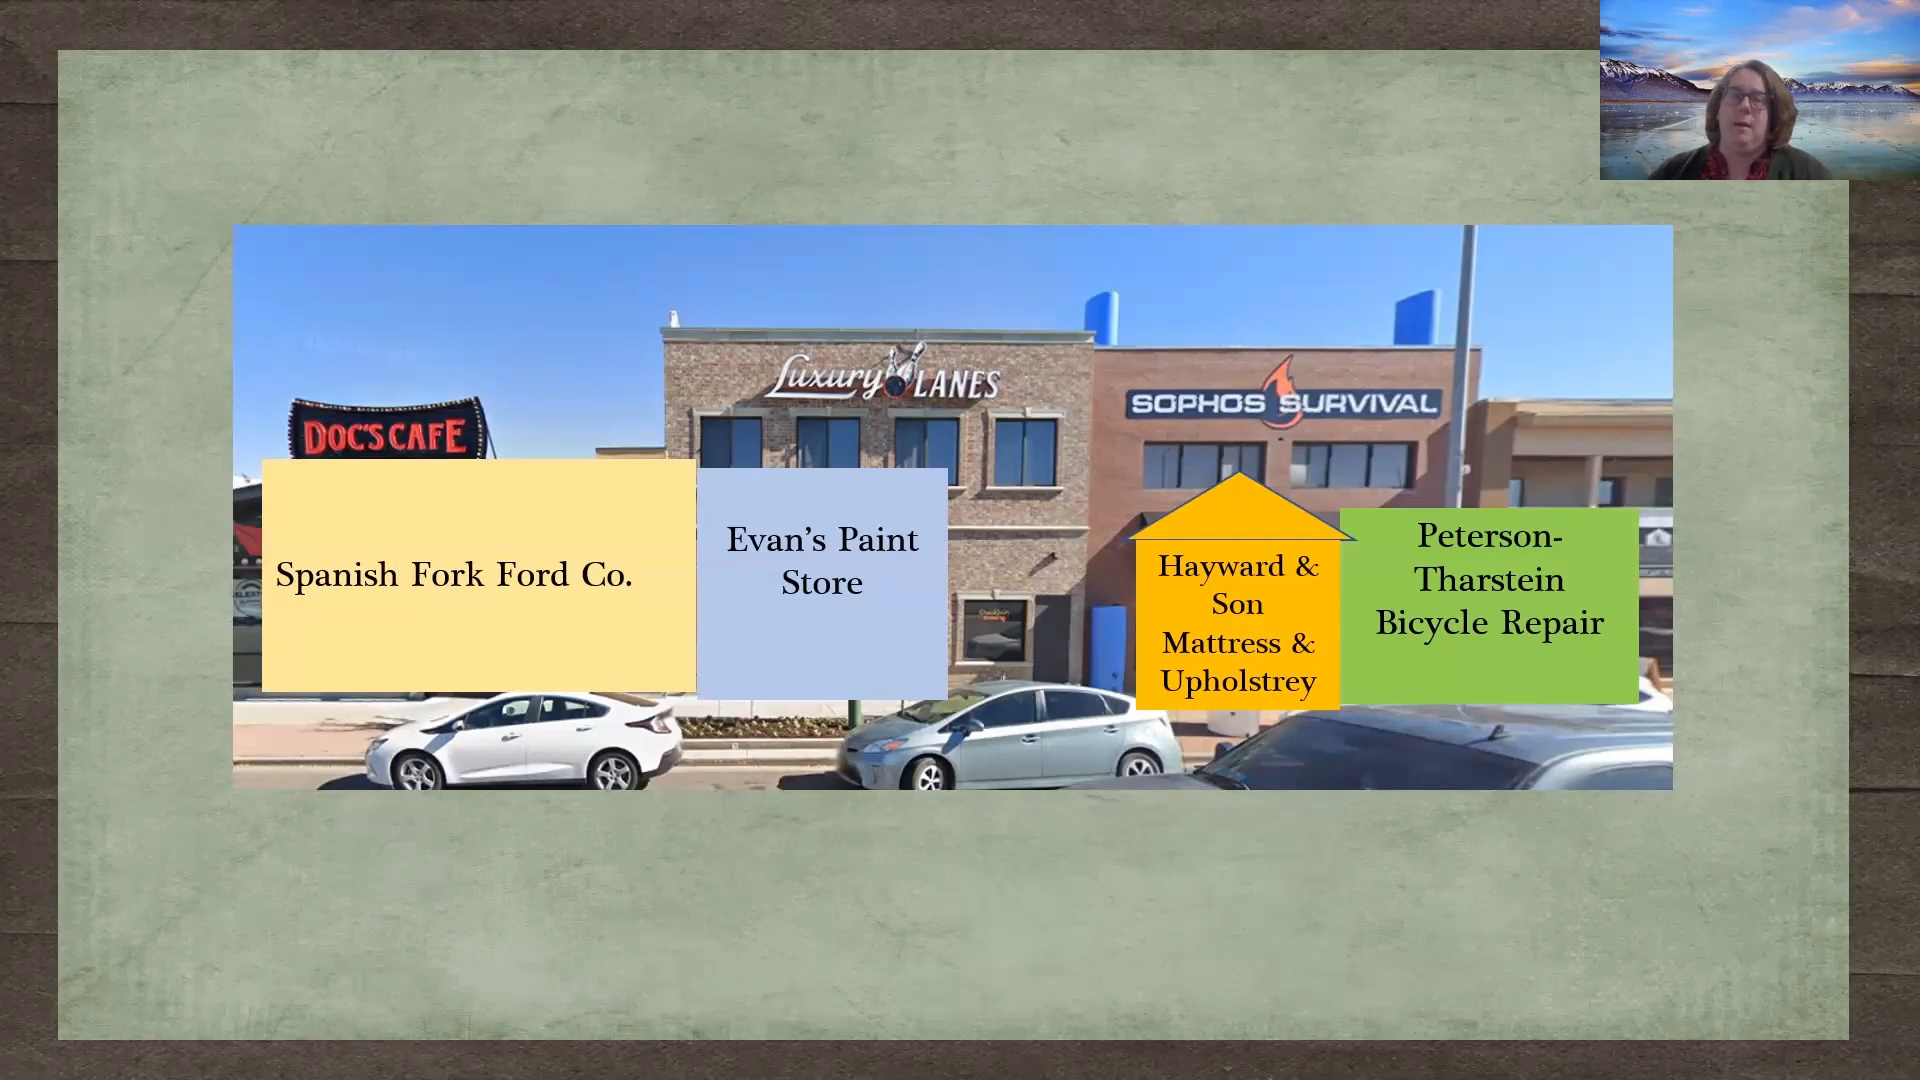 Luxury LANES
SOPHOS SURVIVAL
DOC'S CAFE
Spanish Fork Ford Co.
Evan's Paint
Store
Hayward &
Son
Mattress &
Upholstrey
Peterson-
Tharstein
Bicycle Repair